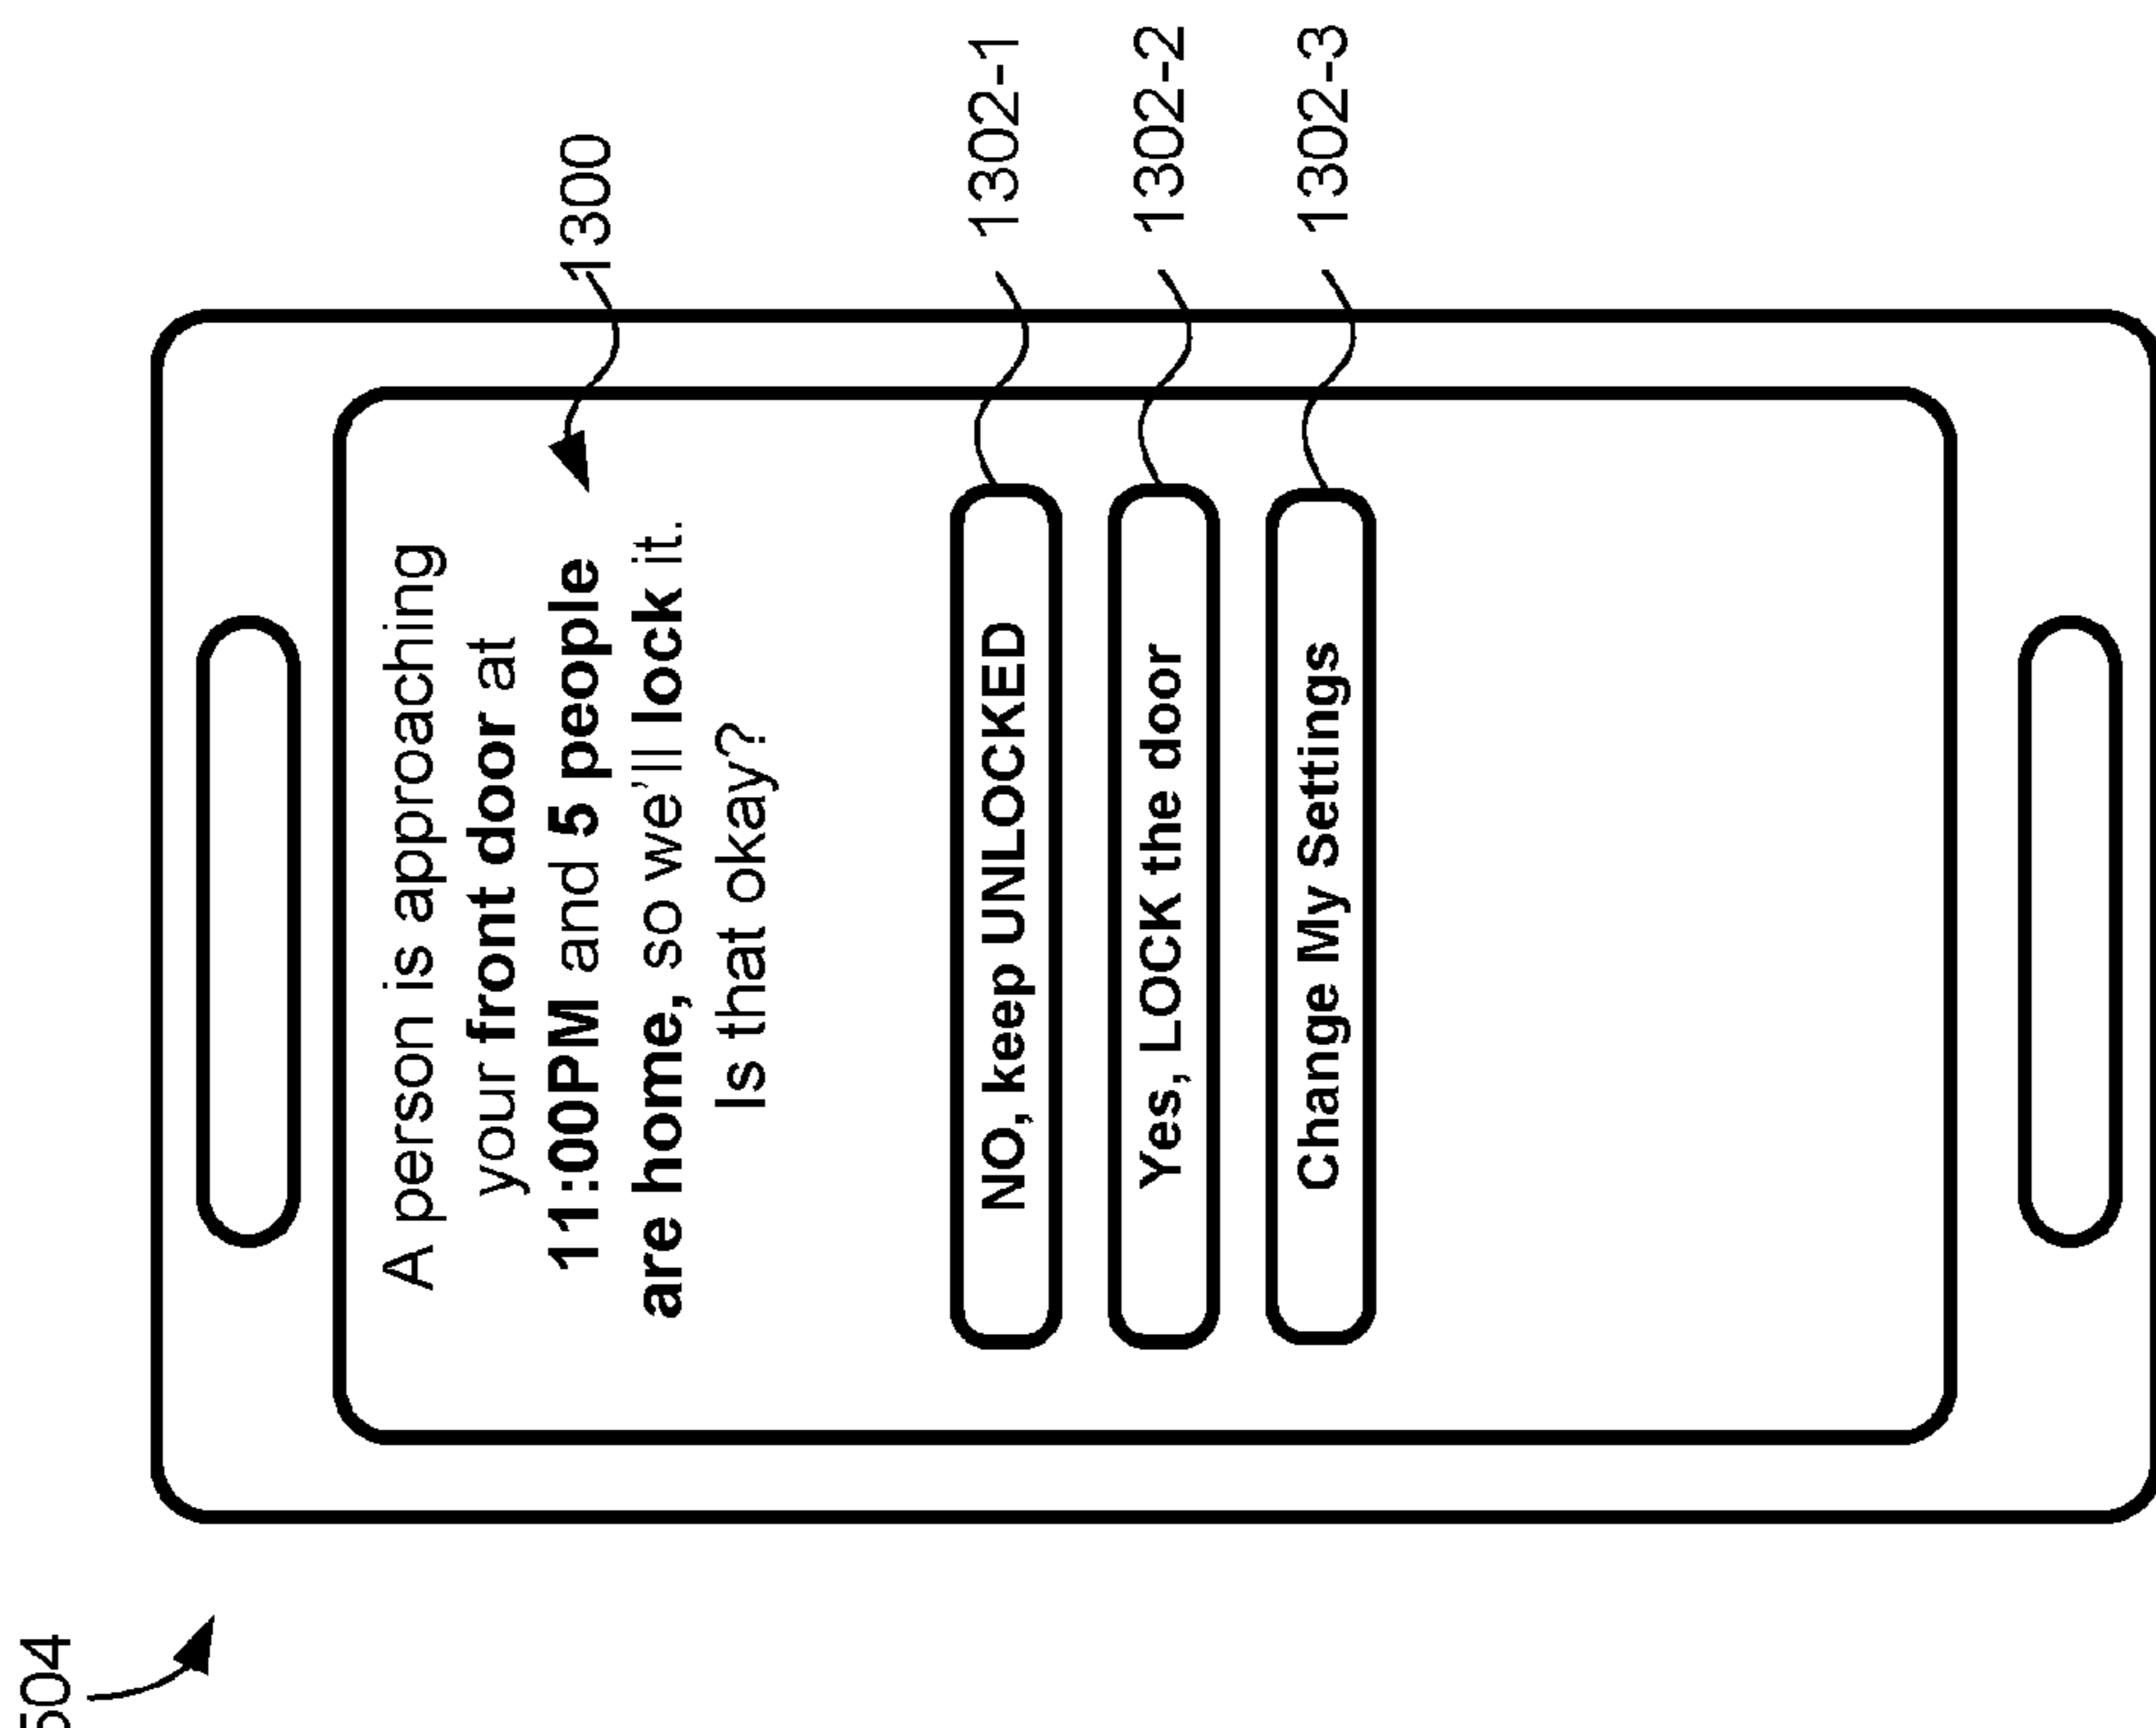 504
A person is approaching
your front door at
11:00PM and 5 people
are home, so we'll lock it.
Is that okay?
1300
NO, keep UNLOCKED
1302-1
Yes, LOCK the door
1302-2
Change My Settings
1302-3